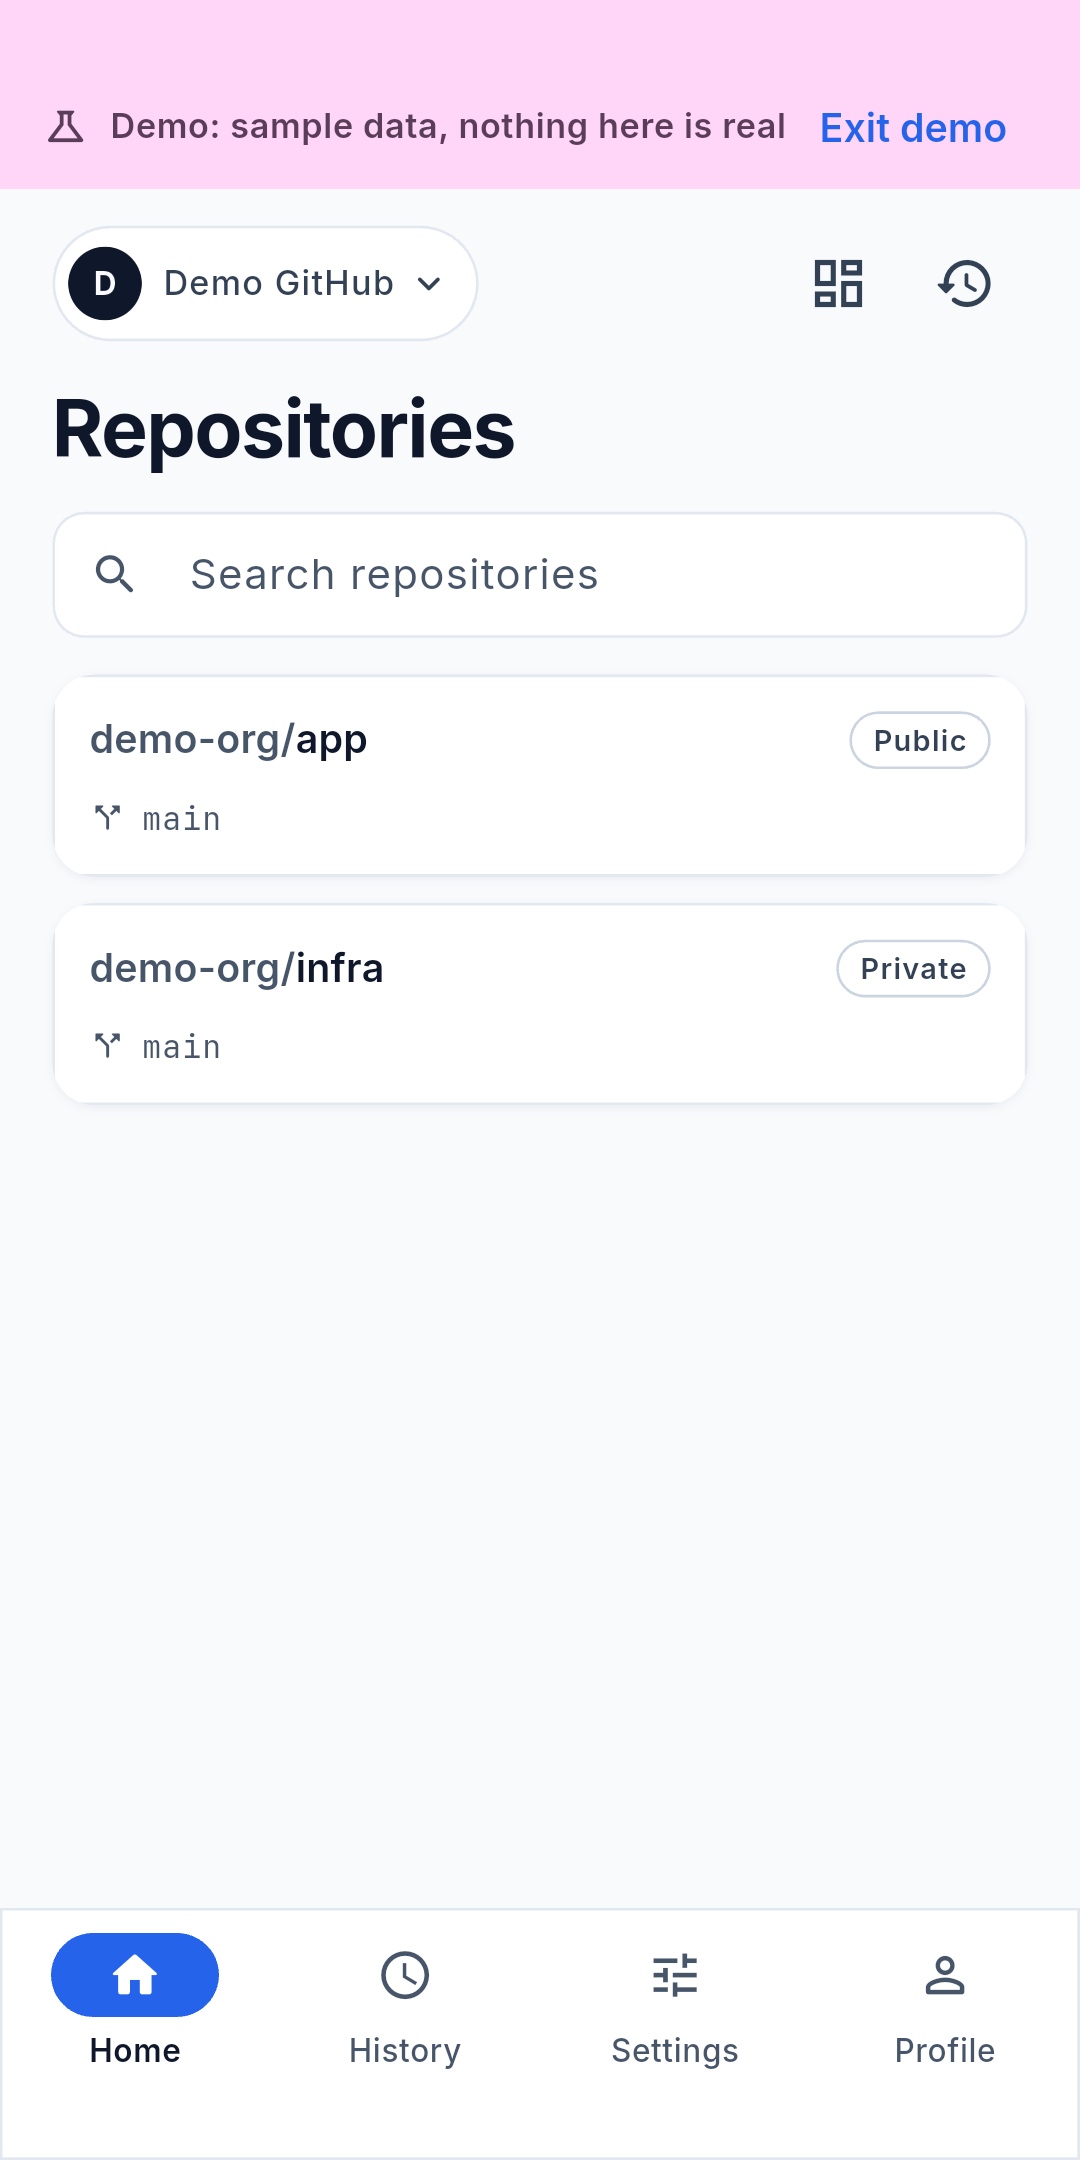 Demo: sample data, nothing here is real Exit demo
D Demo GitHub
Repositories
Search repositories
demo-org/app Public
main
demo-org/infra Private
main
Home History Settings Profile